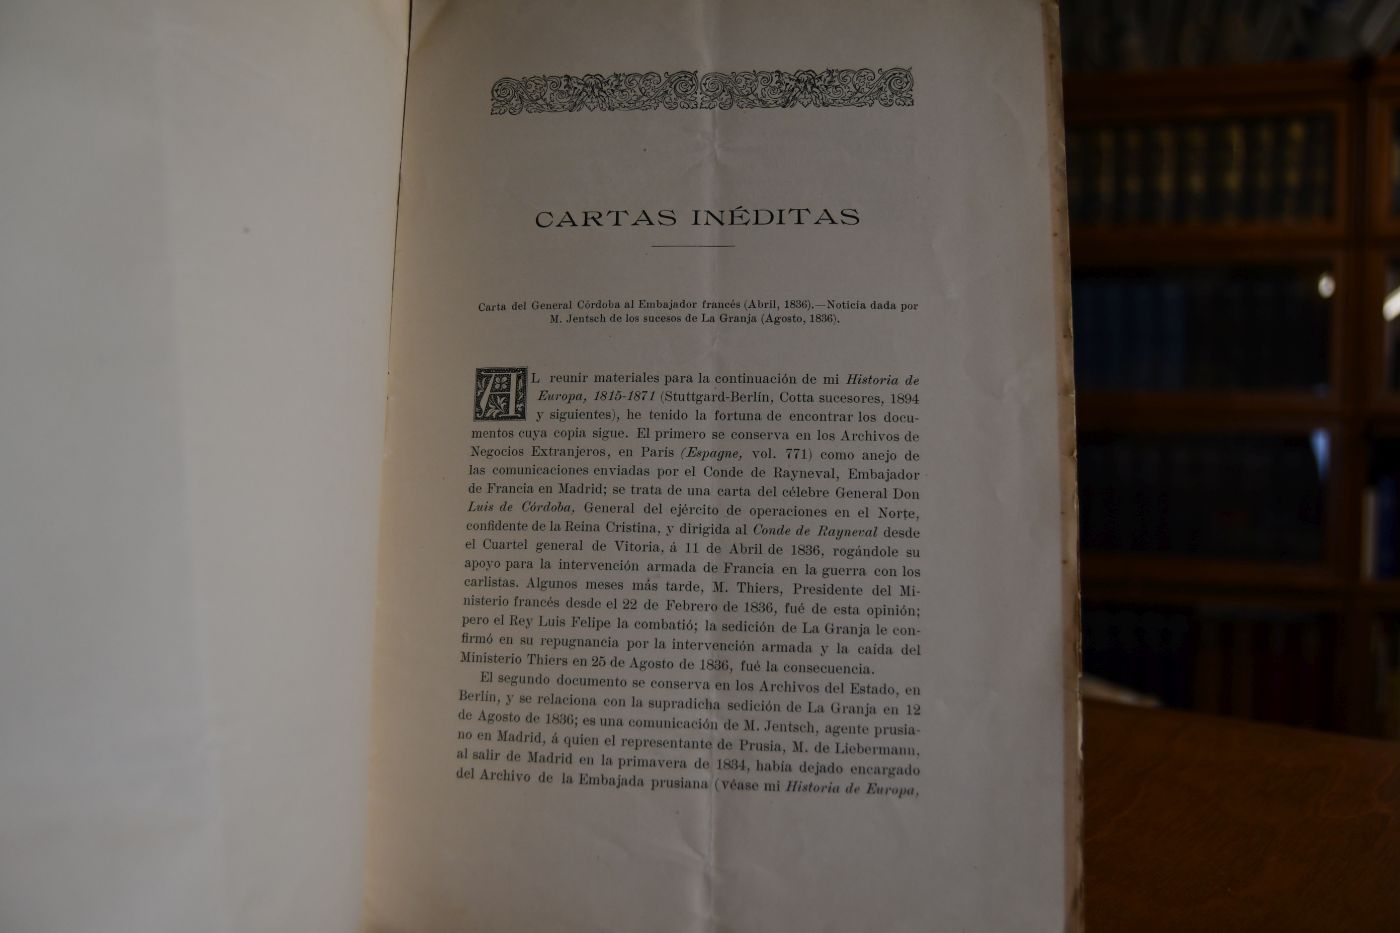 CARTAS INÉDITAS
Carta del General Córdoba al Embajador francés (Abril, 1836).—Noticia dada por
M. Jentsch de los sucesos de La Granja (Agosto, 1836).
AL reunir materiales para la continuación de mi Historia de
Europa, 1815-1871 (Stuttgard-Berlín, Cotta sucesores, 1894
y siguientes), he tenido la fortuna de encontrar los docu-
mentos cuya copia sigue. El primero se conserva en los Archivos de
Negocios Extranjeros, en París (Espagne, vol. 771) como anejo de
las comunicaciones enviadas por el Conde de Rayneval, Embajador
de Francia en Madrid; se trata de una carta del célebre General Don
Luis de Córdoba, General del ejército de operaciones en el Norte,
confidente de la Reina Cristina, y dirigida al Conde de Rayneval desde
el Cuartel general de Vitoria, á 11 de Abril de 1836, rogándole su
apoyo para la intervención armada de Francia en la guerra con los
carlistas. Algunos meses más tarde, M. Thiers, Presidente del Mi-
nisterio francés desde el 22 de Febrero de 1836, fué de esta opinión;
pero el Rey Luis Felipe la combatió; la sedición de La Granja le con-
firmó en su repugnancia por la intervención armada y la caída del
Ministerio Thiers en 25 de Agosto de 1836, fué la consecuencia.
El segundo documento se conserva en los Archivos del Estado, en
Berlín, y se relaciona con la supradicha sedición de La Granja en 12
de Agosto de 1836; es una comunicación de M. Jentsch, agente prusia-
no en Madrid, á quien el representante de Prusia, M. de Liebermann,
al salir de Madrid en la primavera de 1834, había dejado encargado
del Archivo de la Embajada prusiana (véase mi Historia de Europa,